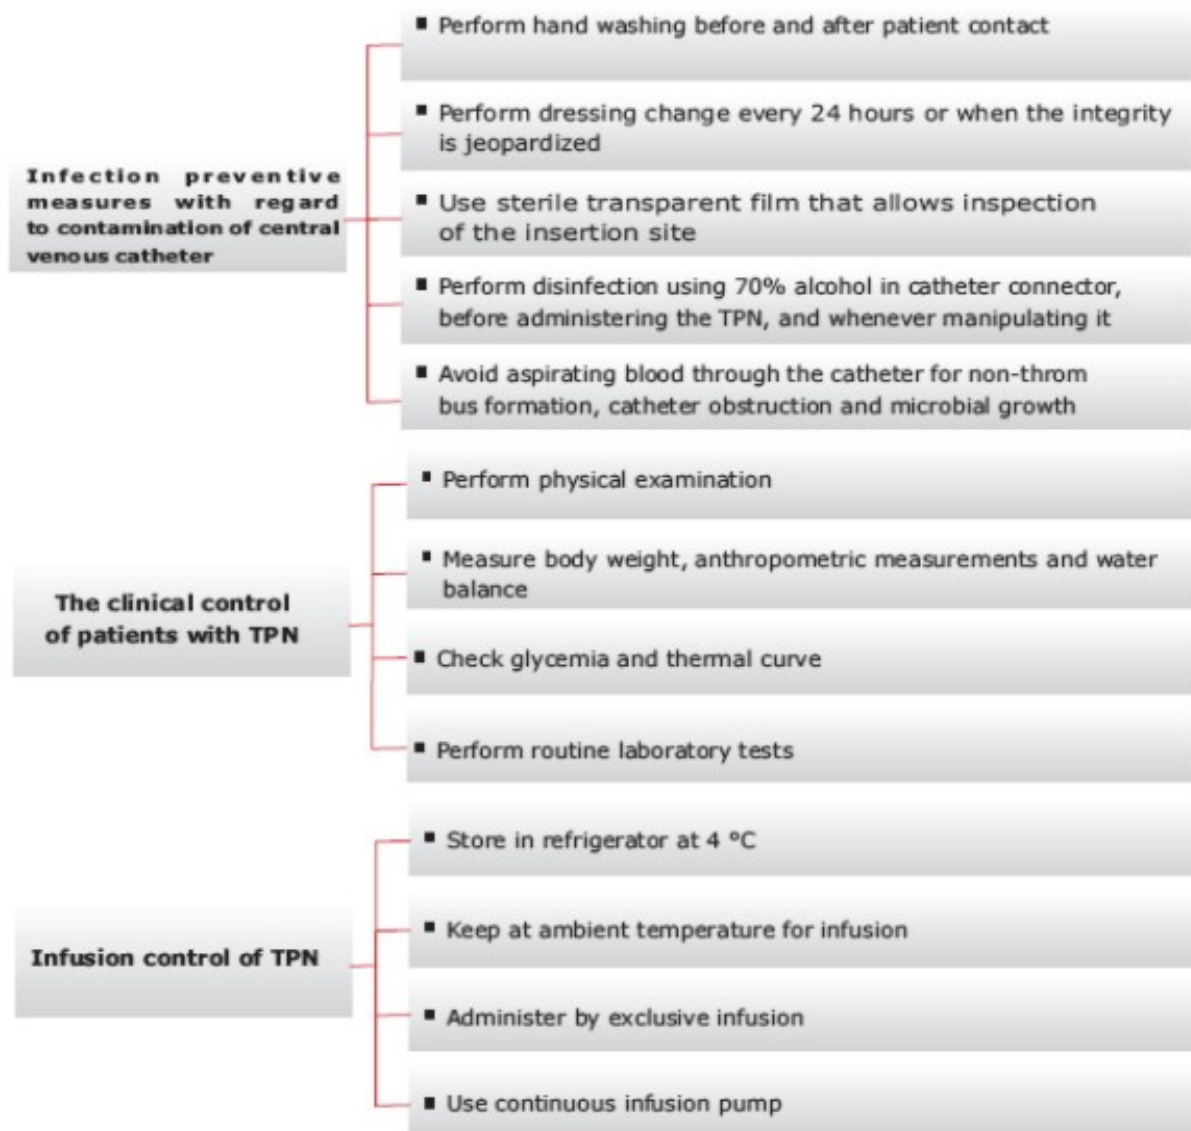 Infection preventive
measures with regard
to contamination of central
venous catheter
▪ Perform hand washing before and after patient contact
▪ Perform dressing change every 24 hours or when the integrity
is jeopardized
▪ Use sterile transparent film that allows inspection
of the insertion site
▪ Perform disinfection using 70% alcohol in catheter connector,
before administering the TPN, and whenever manipulating it
▪ Avoid aspirating blood through the catheter for non-throm
bus formation, catheter obstruction and microbial growth
The clinical control
of patients with TPN
▪ Perform physical examination
▪ Measure body weight, anthropometric measurements and water
balance
▪ Check glycemia and thermal curve
▪ Perform routine laboratory tests
Infusion control of TPN
▪ Store in refrigerator at 4 °C
▪ Keep at ambient temperature for infusion
▪ Administer by exclusive infusion
▪ Use continuous infusion pump